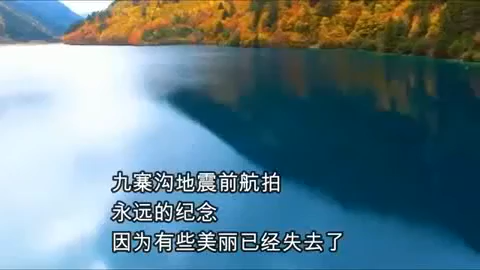 九寨沟地震前航拍
永远的纪念
因为有些美丽已经失去了